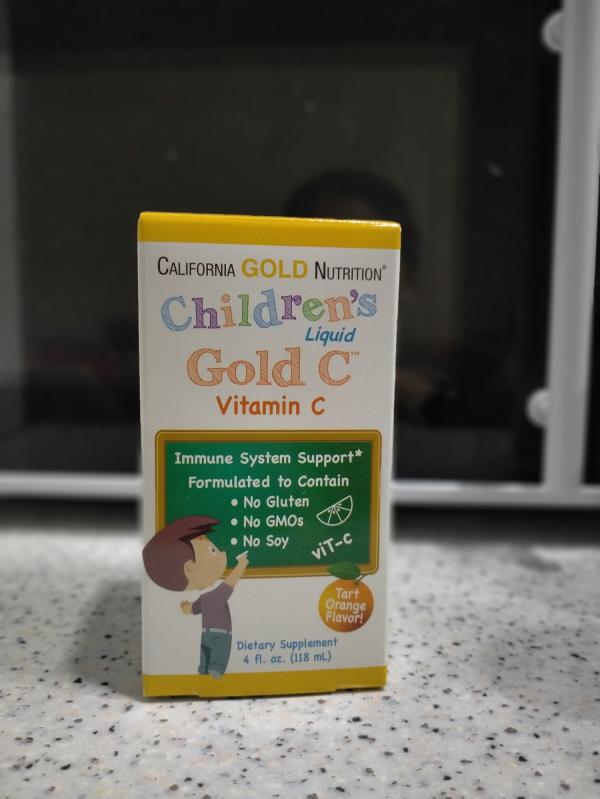 CALIFORNIA GOLD NUTRITION®
Children's
Liquid
Gold C™
Vitamin C
Immune System Support*
Formulated to Contain
• No Gluten
• No GMOs
• No Soy
viT-C
Tart
Orange
Flavor!
Dietary Supplement
4 fl. oz. (118 mL)